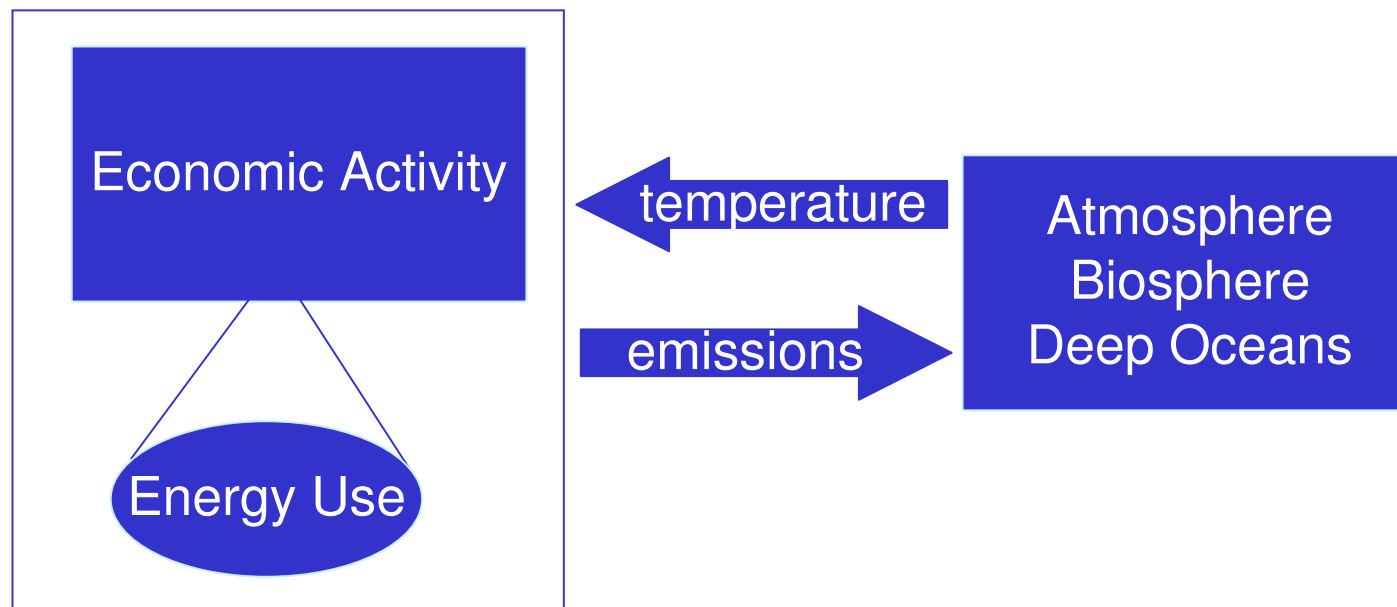 Economic Activity
temperature
Atmosphere
Biosphere
Deep Oceans
emissions
Energy Use